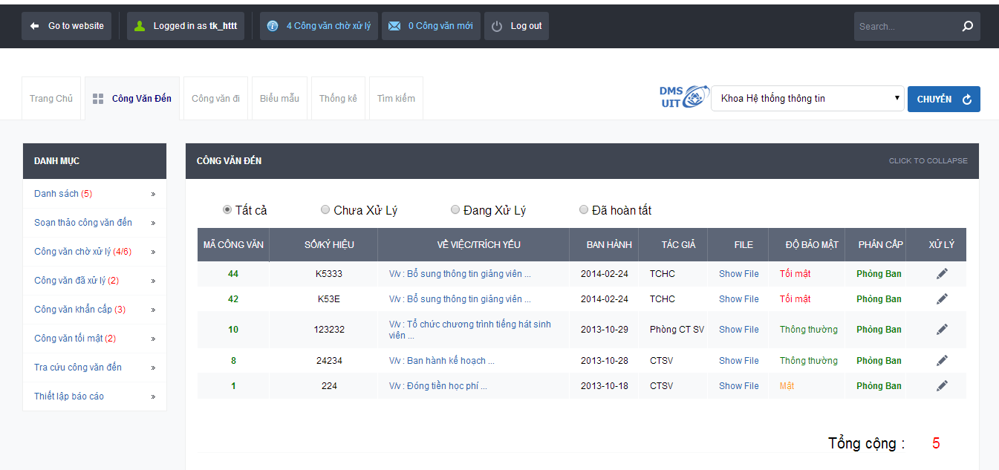 Go to website Logged in as tk_httt 4 Công văn chờ xử lý 0 Công văn mới Log out Search...
Trang Chủ Công Văn Đến Công văn đi Biểu mẫu Thống kê Tìm kiếm DMS UIT Khoa Hệ thống thông tin CHUYỂN
DANH MỤC
Danh sách (5) »
Soạn thảo công văn đến »
Công văn chờ xử lý (4/6) »
Công văn đã xử lý (2) »
Công văn khẩn cấp (3) »
Công văn tối mật (2) »
Tra cứu công văn đến »
Thiết lập báo cáo »
CÔNG VĂN ĐẾN CLICK TO COLLAPSE
Tất cả Chưa Xử Lý Đang Xử Lý Đã hoàn tất
MÃ CÔNG VĂN SỐ/KÝ HIỆU VỀ VIỆC/TRÍCH YẾU BAN HÀNH TÁC GIẢ FILE ĐỘ BẢO MẬT PHÂN CẤP XỬ LÝ
44 K5333 V/v : Bổ sung thông tin giảng viên ... 2014-02-24 TCHC Show File Tối mật Phòng Ban
42 K53E V/v : Bổ sung thông tin giảng viên ... 2014-02-24 TCHC Show File Tối mật Phòng Ban
10 123232 V/v : Tổ chức chương trình tiếng hát sinh viên ... 2013-10-29 Phòng CT SV Show File Thông thường Phòng Ban
8 24234 V/v : Ban hành kế hoạch ... 2013-10-28 CTSV Show File Thông thường Phòng Ban
1 224 V/v : Đóng tiền học phí ... 2013-10-18 CTSV Show File Mật Phòng Ban
Tổng cộng : 5